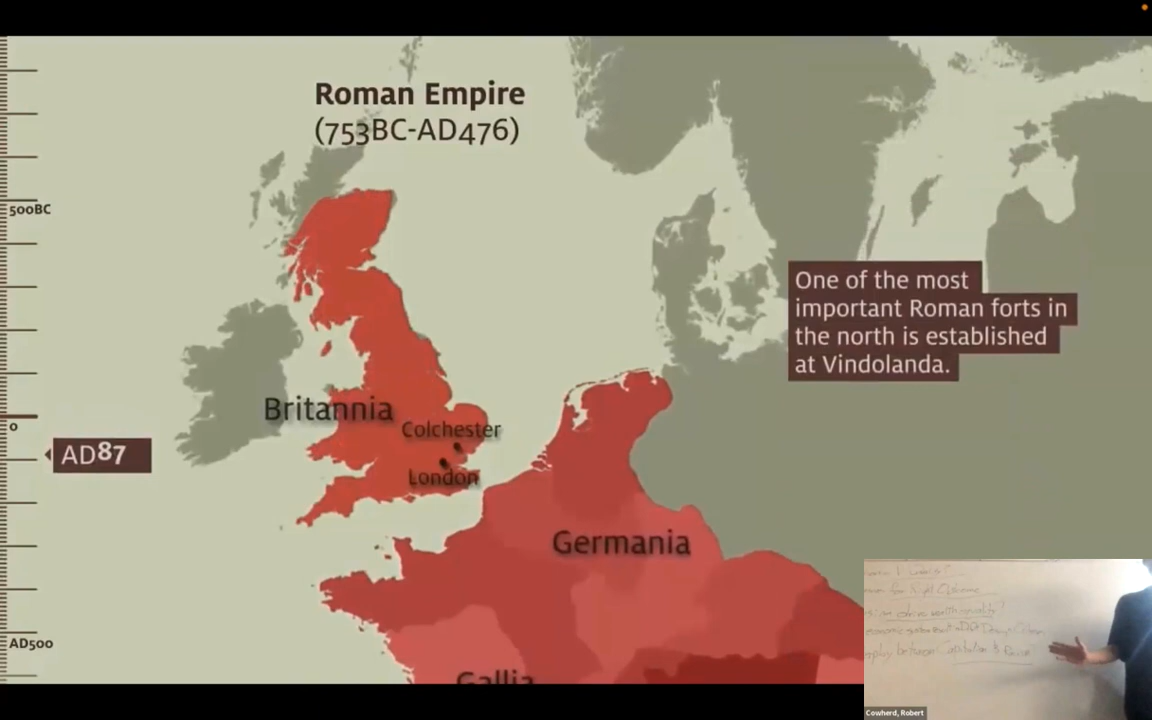 Roman Empire
(753BC-AD476)
500BC
One of the most
important Roman forts in
the north is established
at Vindolanda.
Britannia
Colchester
0
AD87
London
Germania
AD500
Gallia
Cowherd, Robert